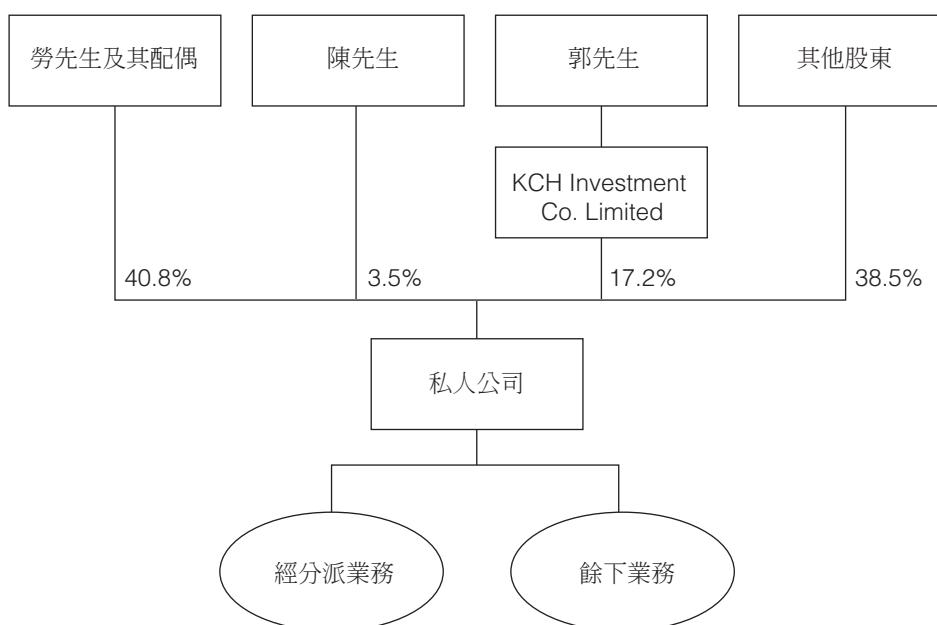 勞先生及其配偶
陳先生
郭先生
其他股東
KCH Investment
Co. Limited
40.8%
3.5%
17.2%
38.5%
私人公司
經分派業務
餘下業務